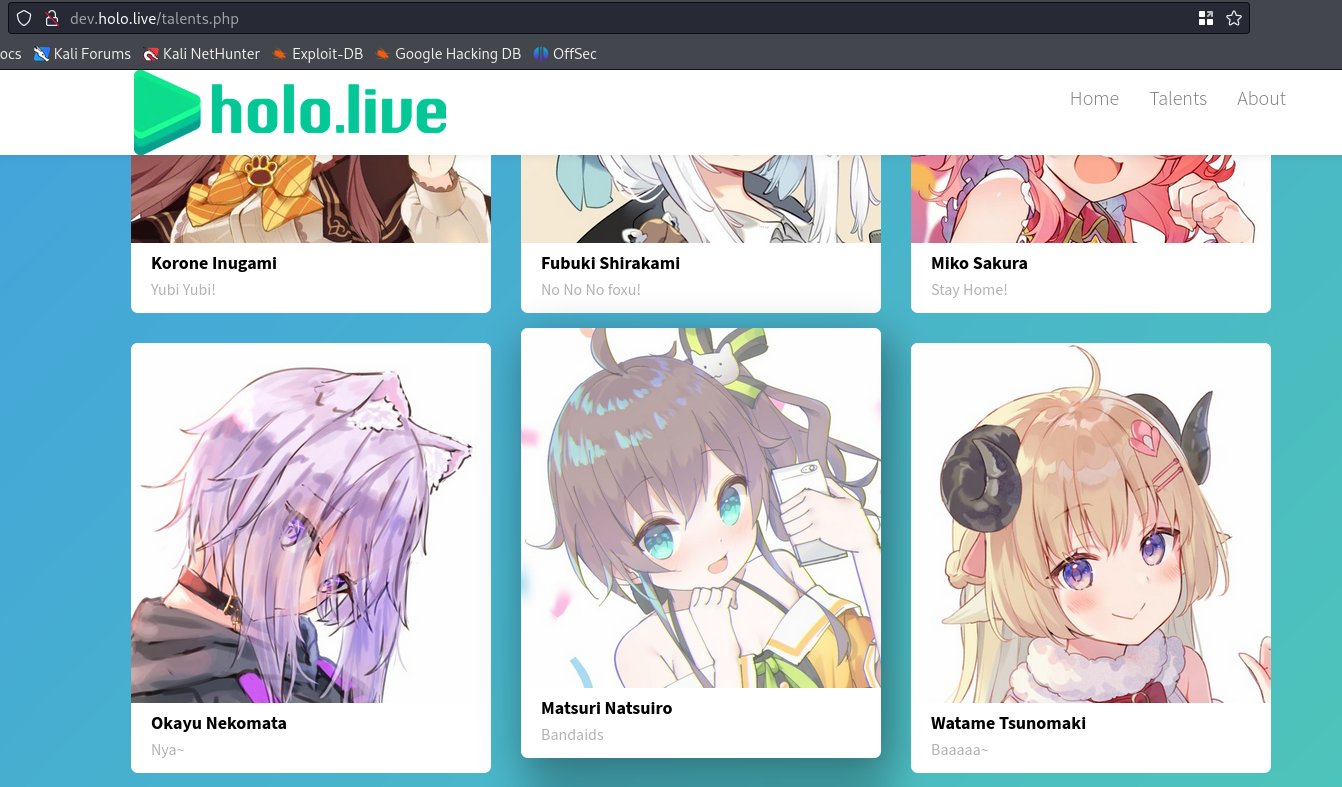 dev.holo.live/talents.php
ocs Kali Forums Kali NetHunter Exploit-DB Google Hacking DB OffSec
holo.live Home Talents About
Korone Inugami Fubuki Shirakami Miko Sakura
Yubi Yubi! No No No foxu! Stay Home!
Okayu Nekomata Matsuri Natsuiro Watame Tsunomaki
Nya~ Bandaids Baaaaa~